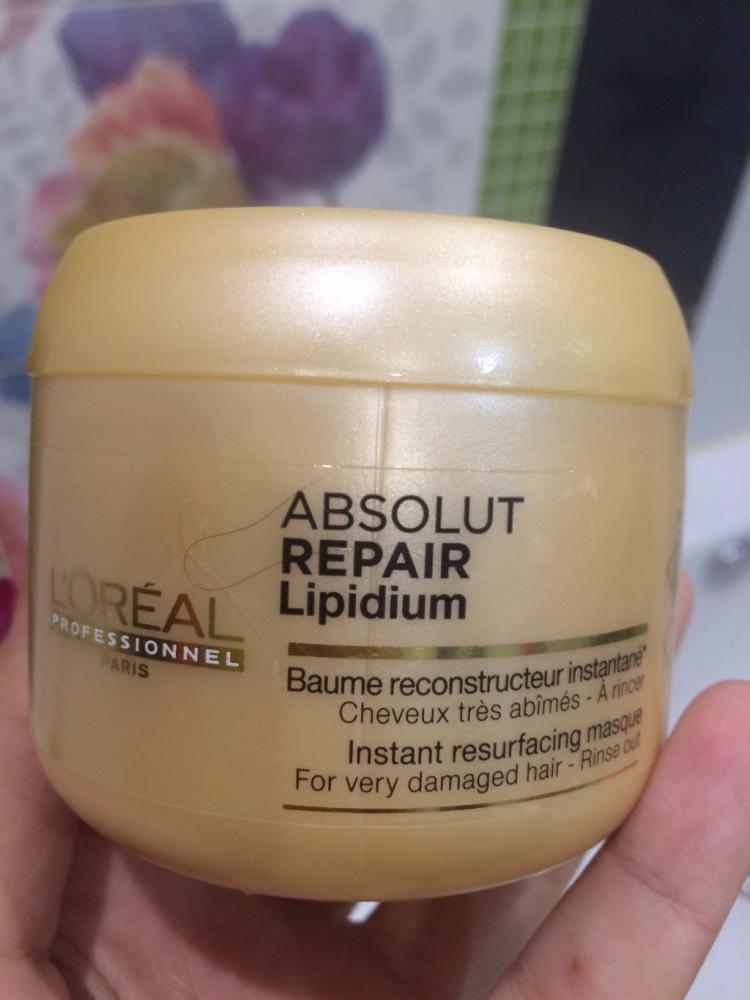 L'ORÉAL
PROFESSIONNEL
PARIS
ABSOLUT
REPAIR
Lipidium
Baume reconstructeur instantané*
Cheveux très abîmés - À rincer
Instant resurfacing masque
For very damaged hair - Rinse out